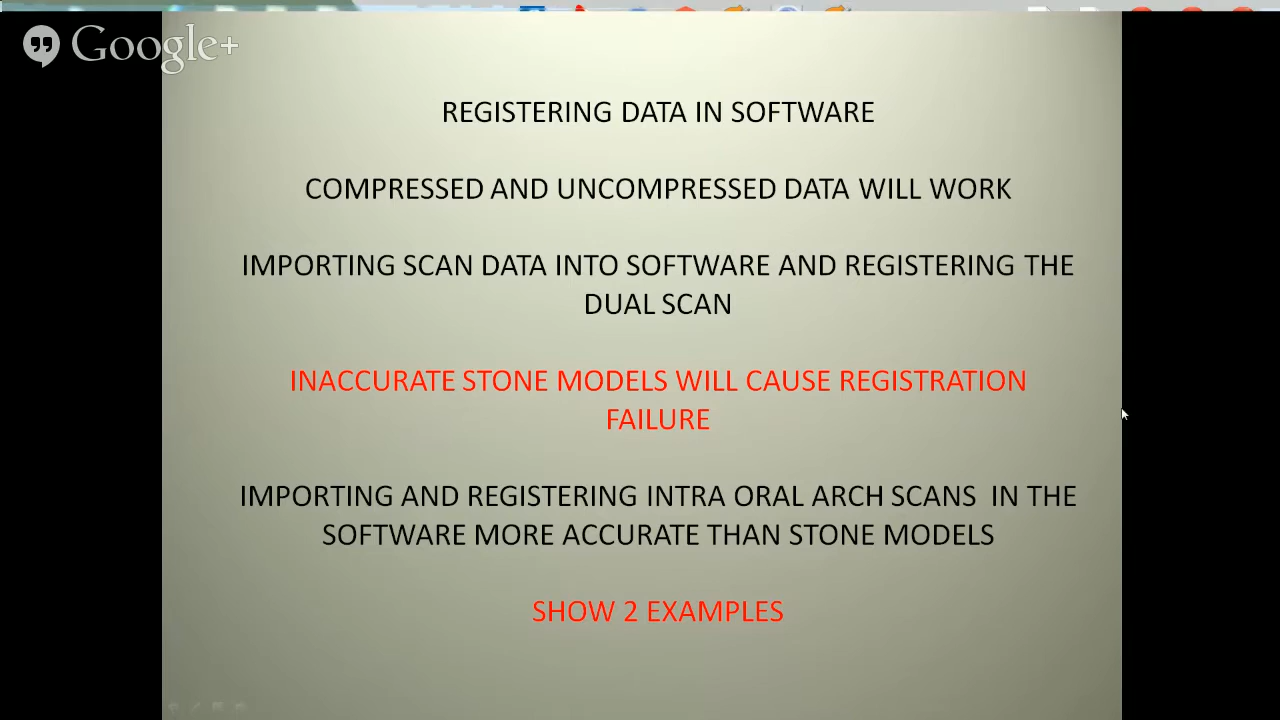 Google+
REGISTERING DATA IN SOFTWARE
COMPRESSED AND UNCOMPRESSED DATA WILL WORK
IMPORTING SCAN DATA INTO SOFTWARE AND REGISTERING THE
DUAL SCAN
INACCURATE STONE MODELS WILL CAUSE REGISTRATION
FAILURE
IMPORTING AND REGISTERING INTRA ORAL ARCH SCANS  IN THE
SOFTWARE MORE ACCURATE THAN STONE MODELS
SHOW 2 EXAMPLES